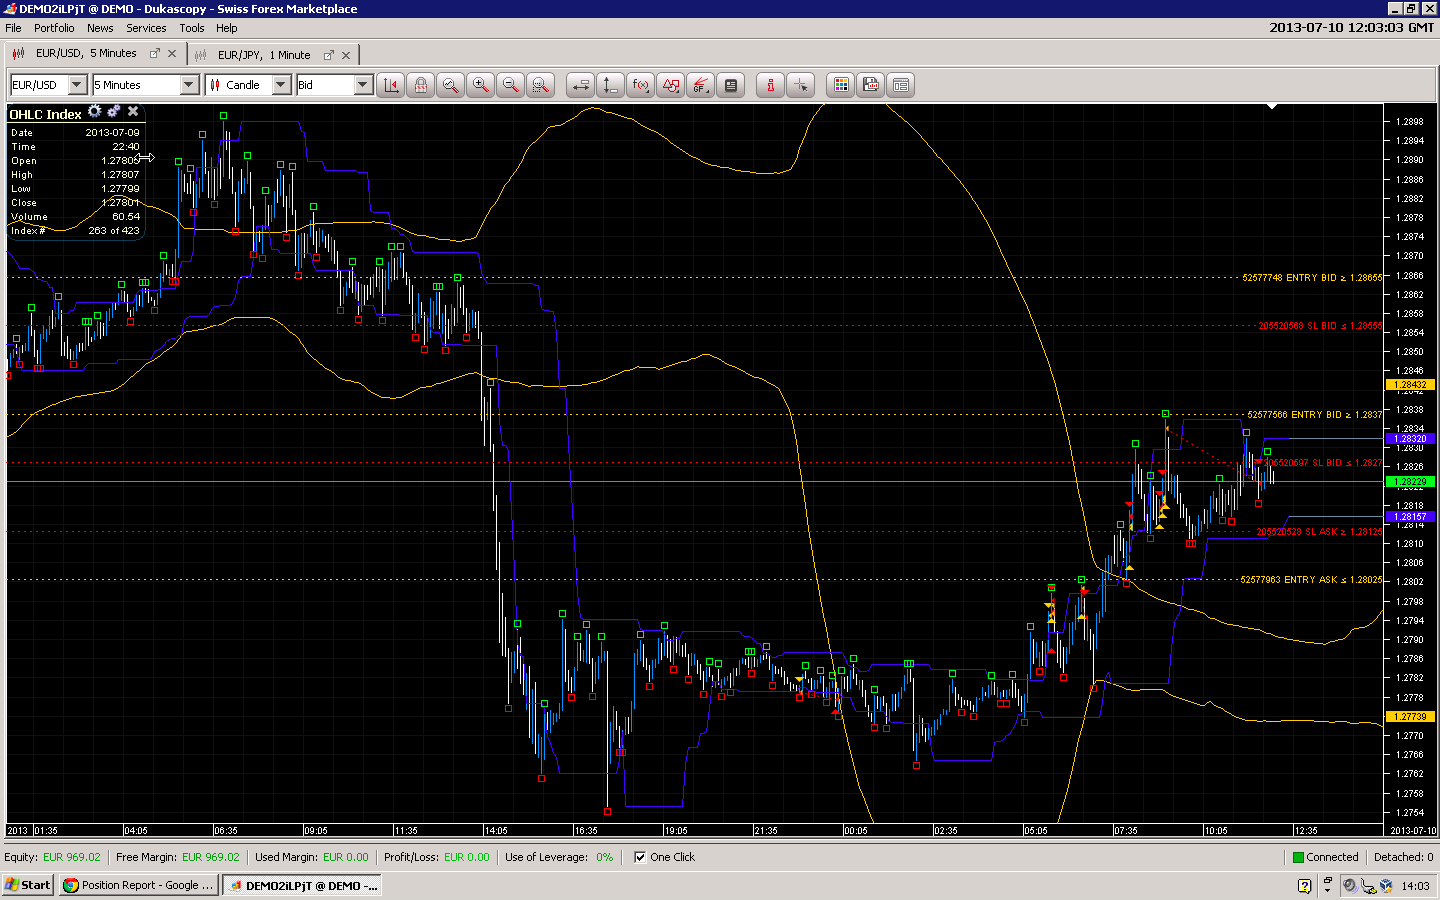 DEMO2iLPjT @ DEMO - Dukascopy - Swiss Forex Marketplace
File Portfolio News Services Tools Help 2013-07-10 12:03:03 GMT
EUR/USD, 5 Minutes EUR/JPY, 1 Minute
EUR/USD 5 Minutes Candle Bid
OHLC Index
Date 2013-07-09
Time 22:40
Open 1.27805
High 1.27807
Low 1.27799
Close 1.27801
Volume 60.54
Index # 263 of 423
1.2898
1.2894
1.2890
1.2886
1.2882
1.2878
1.2874
1.2870
1.2866
52577748 ENTRY BID ≥ 1.28655
1.2862
1.2858
205520568 SL BID ≤ 1.28555
1.2854
1.2850
1.2846
1.28432
1.2838
52577566 ENTRY BID ≥ 1.2837
1.2834
1.28320
1.2830
205520597 SL BID ≤ 1.2827
1.2826
1.28229
1.2818
1.28157
1.2814
205520529 SL ASK ≥ 1.28125
1.2810
1.2806
52577963 ENTRY ASK ≤ 1.28025
1.2802
1.2798
1.2794
1.2790
1.2786
1.2782
1.2778
1.27739
1.2770
1.2766
1.2762
1.2758
1.2754
2013 01:35 04:05 06:35 09:05 11:35 14:05 16:35 19:05 21:35 00:05 02:35 05:05 07:35 10:05 12:35 2013-07-10
Equity: EUR 969.02 Free Margin: EUR 969.02 Used Margin: EUR 0.00 Profit/Loss: EUR 0.00 Use of Leverage: 0% One Click Connected Detached: 0
Start Position Report - Google ... DEMO2iLPjT @ DEMO -... 14:03